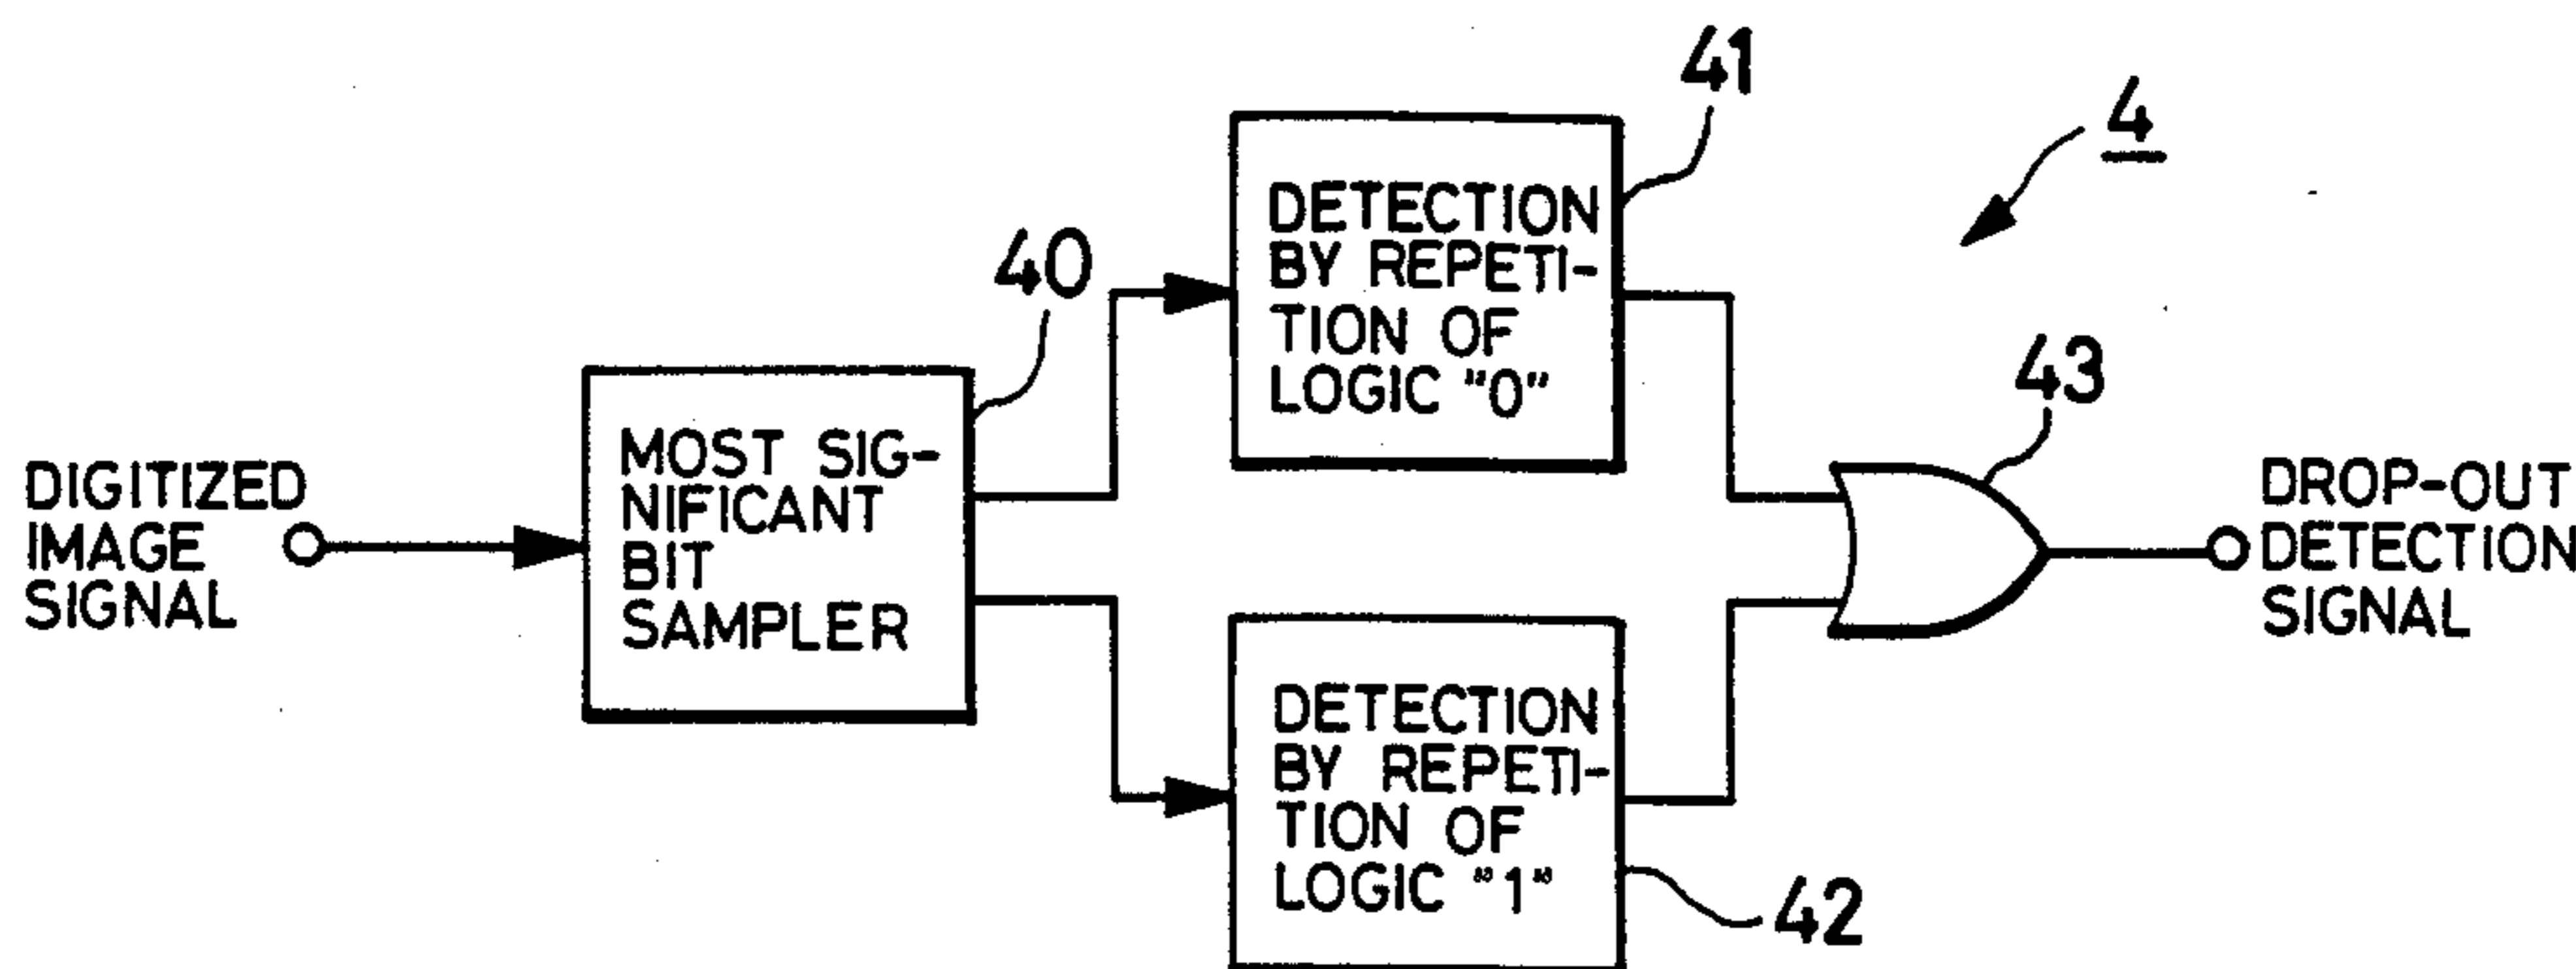 DIGITIZED
IMAGE
SIGNAL
40
MOST SIG-
NIFICANT
BIT
SAMPLER
41
DETECTION
BY REPETI-
TION OF
LOGIC "0"
DETECTION
BY REPETI-
TION OF
LOGIC "1"
42
4
43
DROP-OUT
DETECTION
SIGNAL